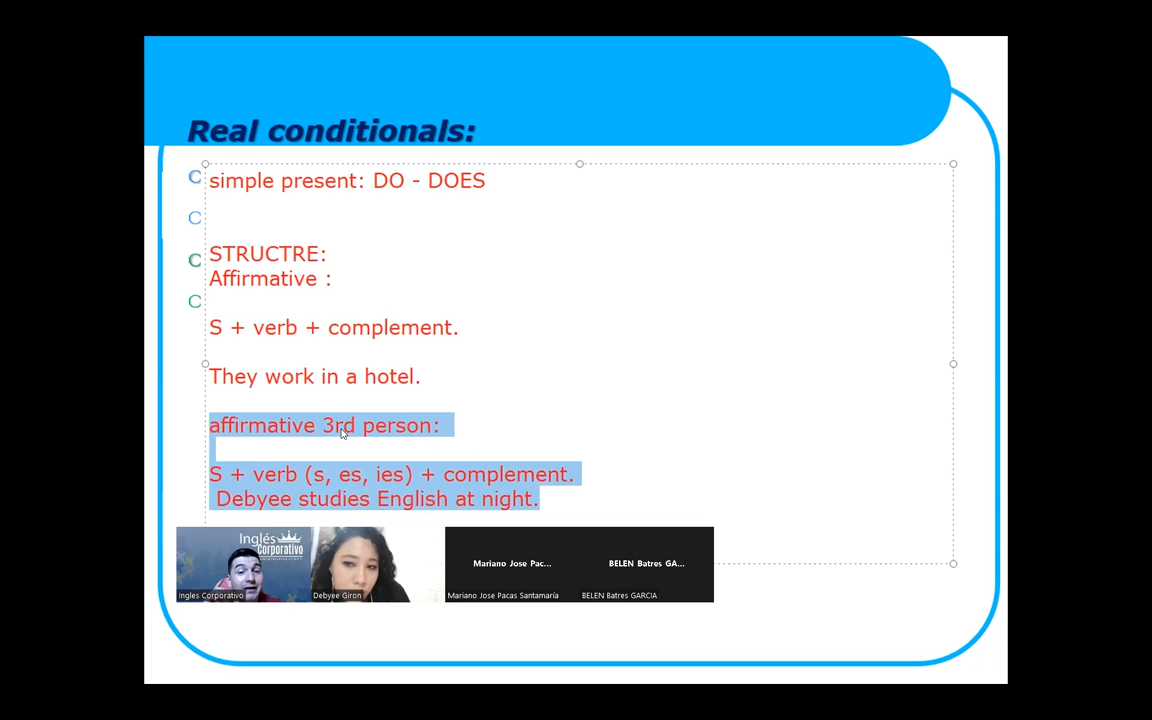 Real conditionals:
C
simple present: DO - DOES
C
STRUCTRE:
C
Affirmative :
C
S + verb + complement.
They work in a hotel.
affirmative 3rd person:
S + verb (s, es, ies) + complement.
Debyee studies English at night.
Inglés
Corporativo
Ingles Corporativo
Debyee Giron
Mariano Jose Pac...
Mariano Jose Pacas Santamaría
BELEN Batres GA...
BELEN Batres GARCIA